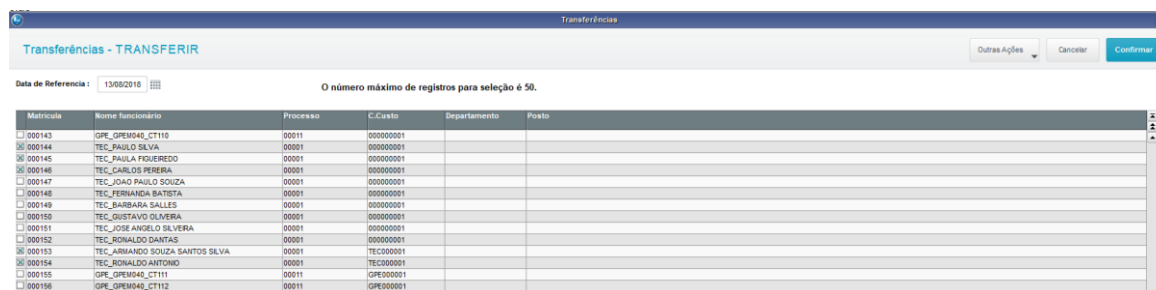 Transferências
Transferências - TRANSFERIR
Outras Ações
Cancelar
Confirmar
Data de Referencia : 13/08/2018
O número máximo de registros para seleção é 50.
Matricula Nome funcionário Processo C.Custo Departamento Posto
000143 GPE_GPEM040_CT110 00011 000000001
000144 TEC_PAULO SILVA 00001 000000001
000145 TEC_PAULA FIGUEIREDO 00001 000000001
000146 TEC_CARLOS PEREIRA 00001 000000001
000147 TEC_JOAO PAULO SOUZA 00001 000000001
000148 TEC_FERNANDA BATISTA 00001 000000001
000149 TEC_BARBARA SALLES 00001 000000001
000150 TEC_GUSTAVO OLIVEIRA 00001 000000001
000151 TEC_JOSE ANGELO SILVEIRA 00001 000000001
000152 TEC_RONALDO DANTAS 00001 000000001
000153 TEC_ARMANDO SOUZA SANTOS SILVA 00001 TEC000001
000154 TEC_RONALDO ANTONIO 00001 TEC000001
000155 GPE_GPEM040_CT111 00011 GPE000001
000156 GPE_GPEM040_CT112 00011 GPE000001